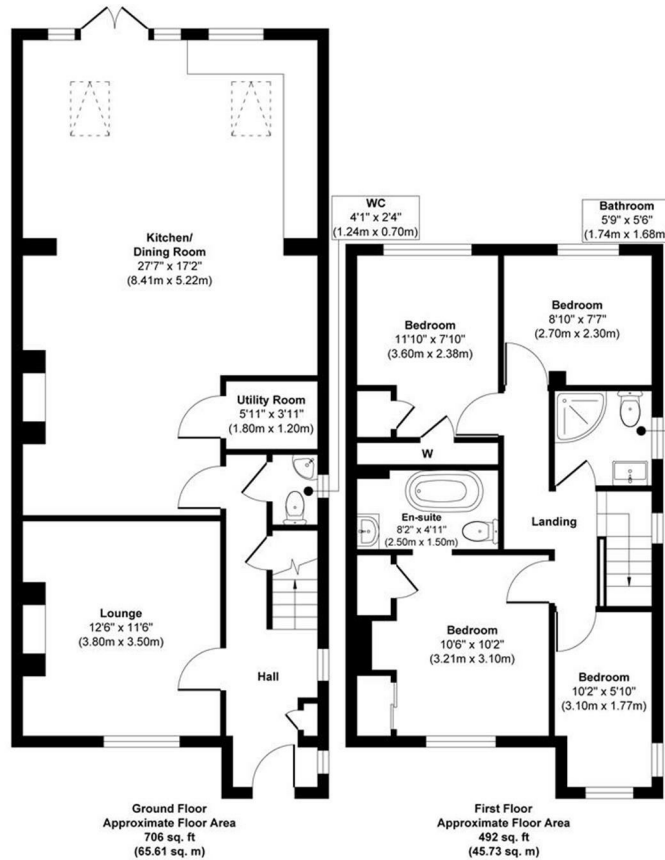 WC
4'1" x 2'4"
(1.24m x 0.70m)
Bathroom
5'9" x 5'6"
(1.74m x 1.68m
Kitchen/
Dining Room
27'7" x 17'2"
(8.41m x 5.22m)
Bedroom
11'10" x 7'10"
(3.60m x 2.38m)
Bedroom
8'10" x 7'7"
(2.70m x 2.30m)
Utility Room
5'11" x 3'11"
(1.80m x 1.20m)
W
En-suite
8'2" x 4'11"
(2.50m x 1.50m)
Landing
Lounge
12'6" x 11'6"
(3.80m x 3.50m)
Hall
Bedroom
10'6" x 10'2"
(3.21m x 3.10m)
Bedroom
10'2" x 5'10"
(3.10m x 1.77m)
Ground Floor
Approximate Floor Area
706 sq. ft
(65.61 sq. m)
First Floor
Approximate Floor Area
492 sq. ft
(45.73 sq. m)